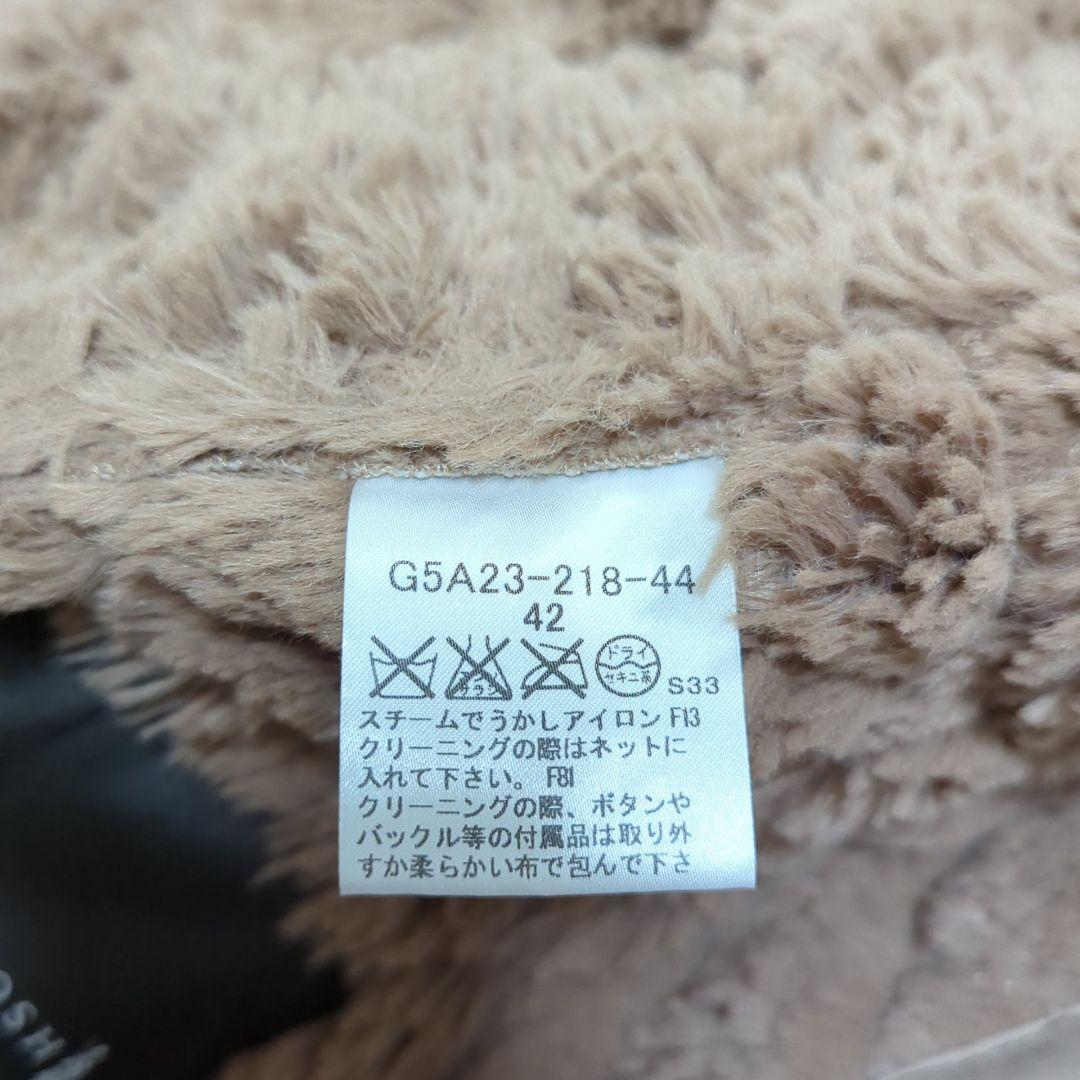 G5A23-218-44
42
サラシ
ドライ
セキユ系
S33
スチームでうかしアイロン F13
クリーニングの際はネットに
入れて下さい。 F81
クリーニングの際、ボタンや
バックル等の付属品は取り外
すか柔らかい布で包んで下さ
OSH